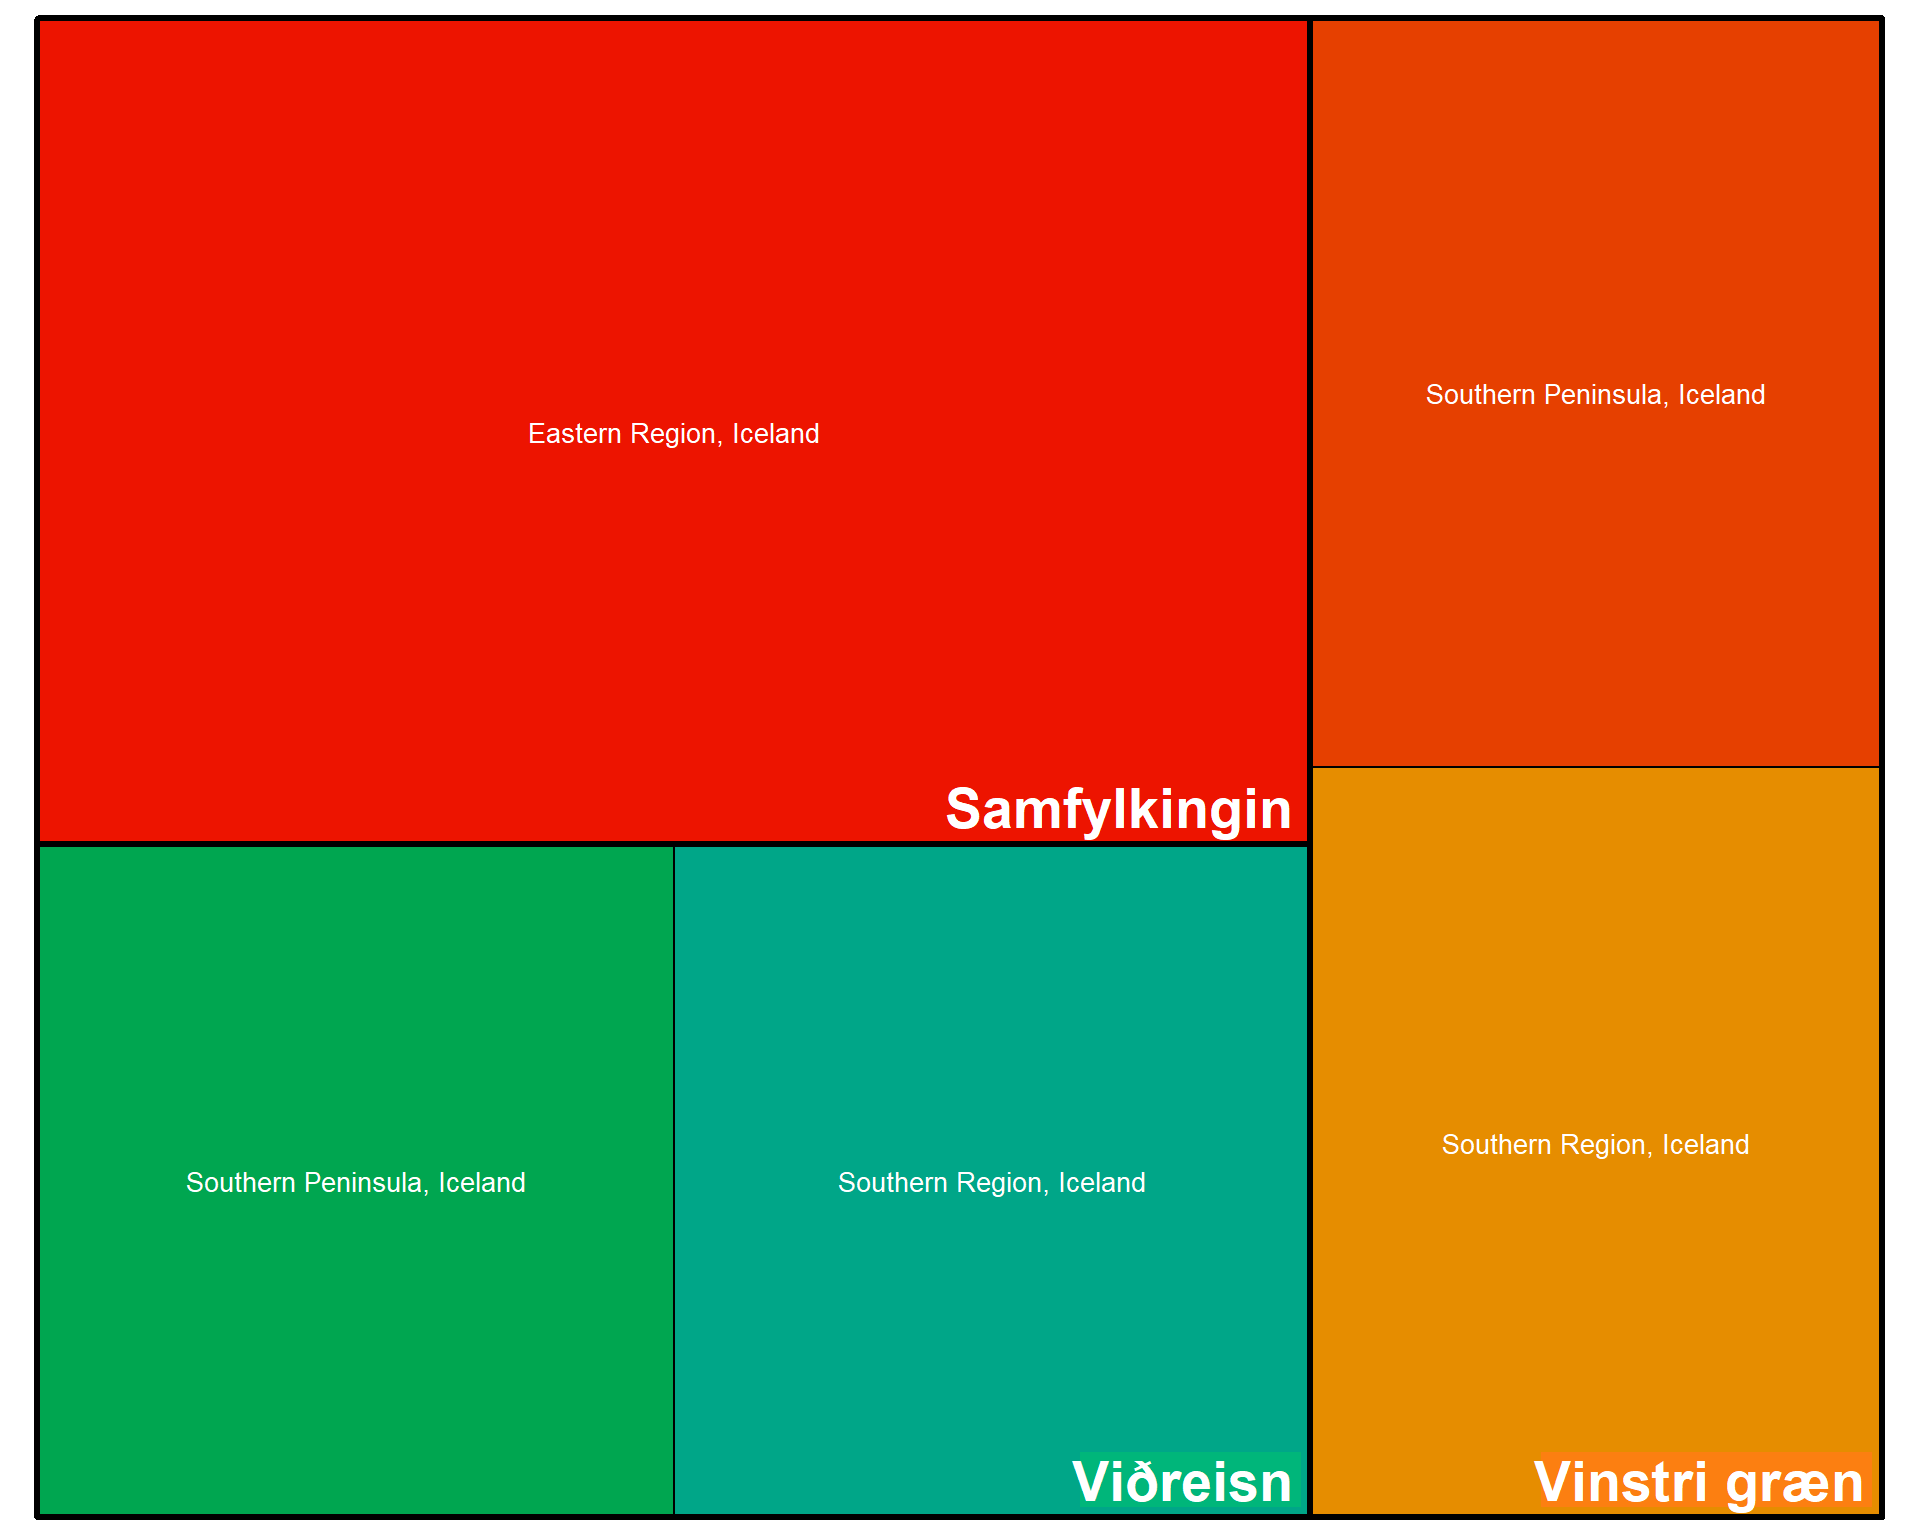 Eastern Region, Iceland
Samfylkingin
Southern Peninsula, Iceland
Southern Region, Iceland
Viðreisn
Southern Peninsula, Iceland
Southern Region, Iceland
Vinstri græn